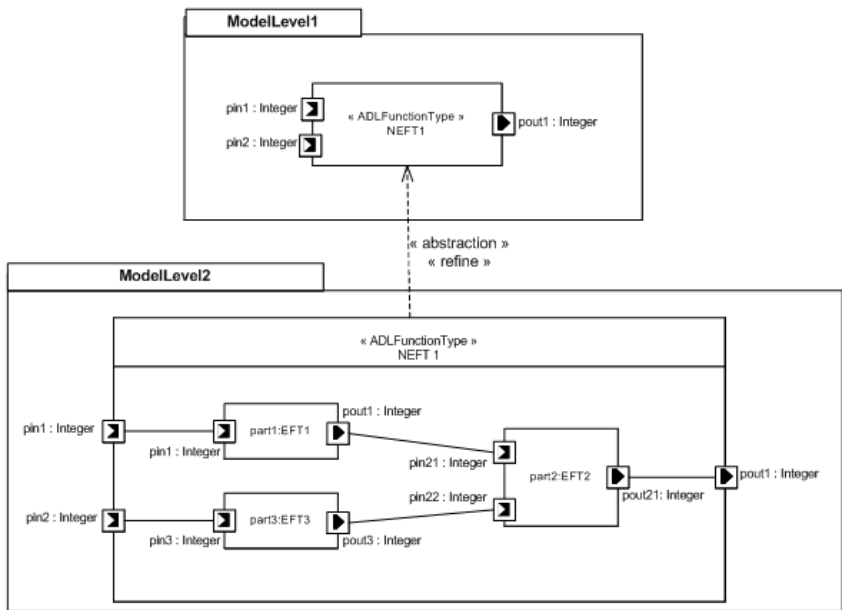 ModelLevel1
pin1 : Integer
« ADLFunctionType »
NEFT1
pout1 : Integer
pin2 : Integer
« abstraction »
« refine »
ModelLevel2
« ADLFunctionType »
NEFT 1
pout1 : Integer
pin1 : Integer
part1:EFT1
pin1 : Integer
pin21 : Integer
part2:EFT2
pout1 : Integer
pin22 : Integer
pout21: Integer
pin2 : Integer
part3:EFT3
pin3 : Integer
pout3 : Integer